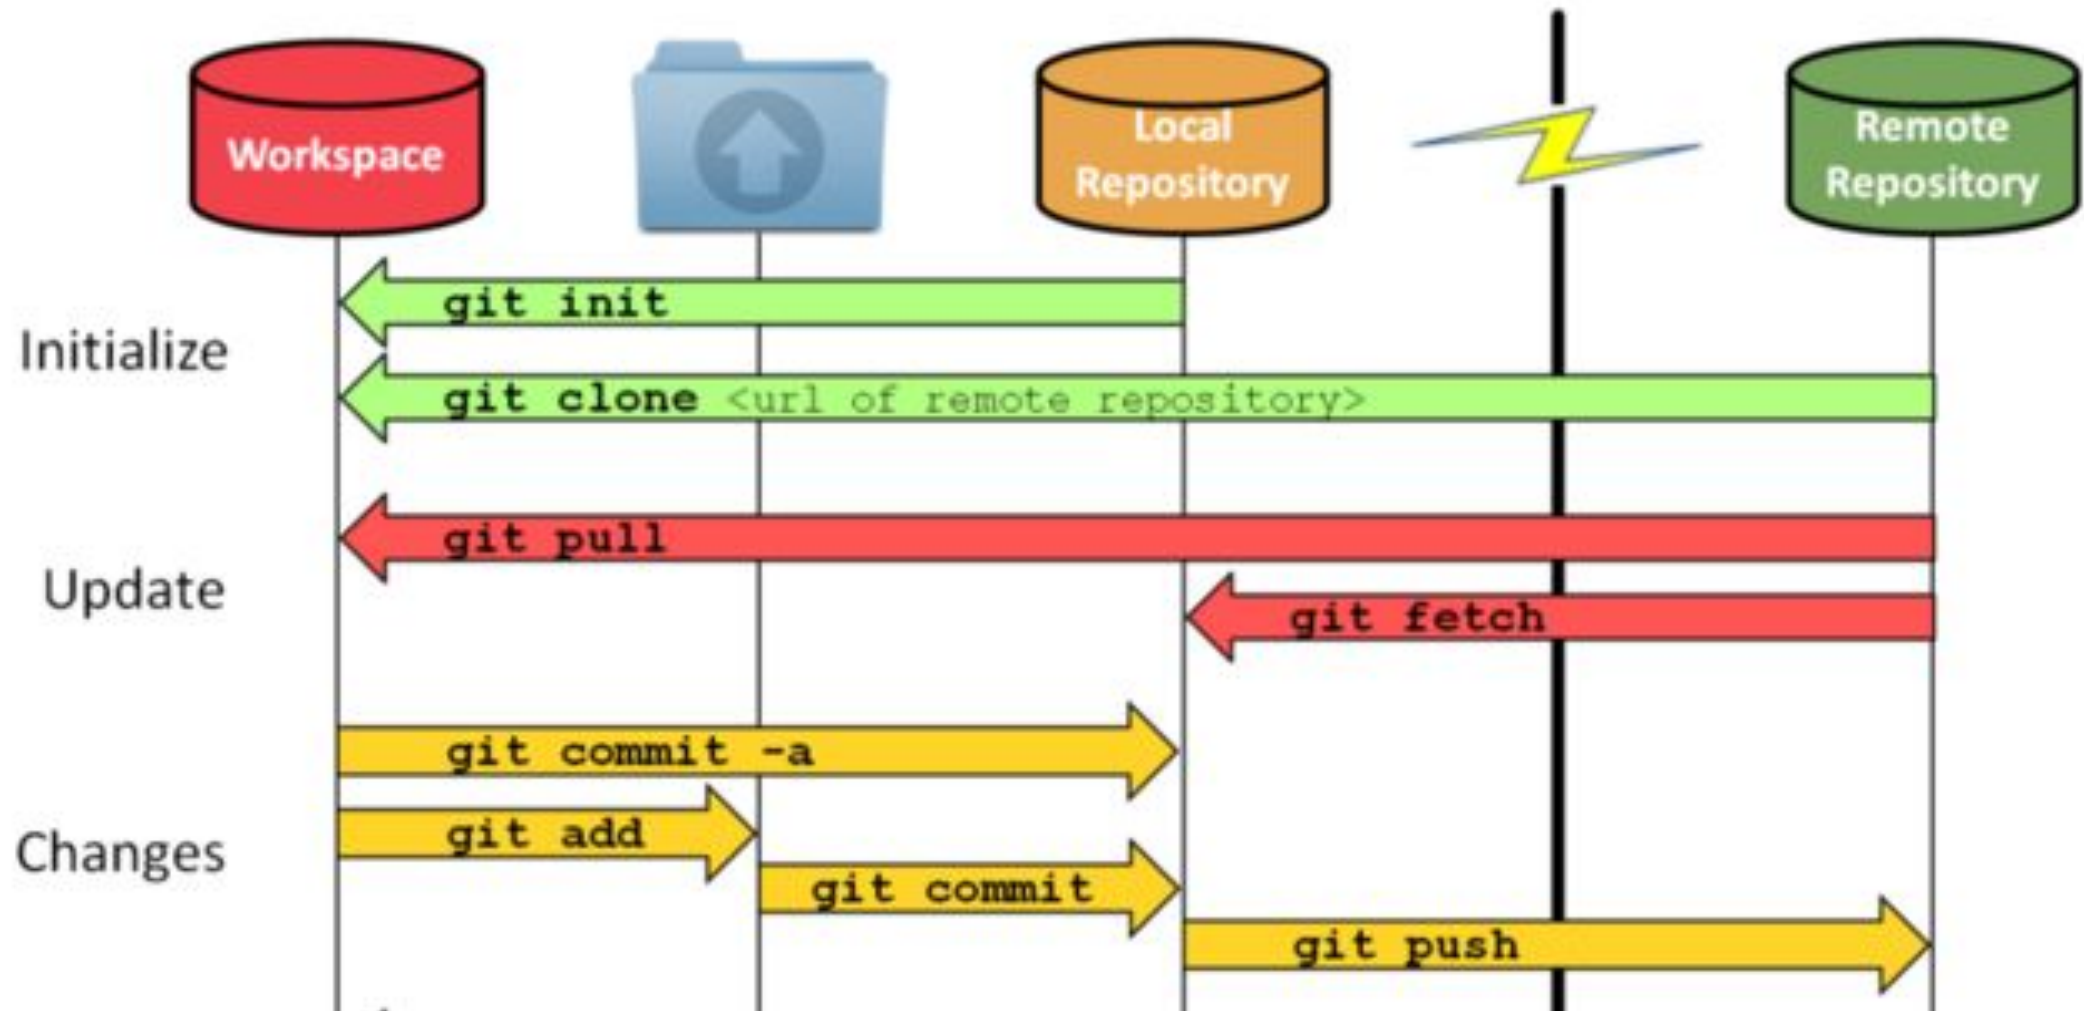 Workspace
Local
Repository
Remote
Repository
Initialize
git init
git clone <url of remote repository>
Update
git pull
git fetch
Changes
git commit -a
git add
git commit
git push